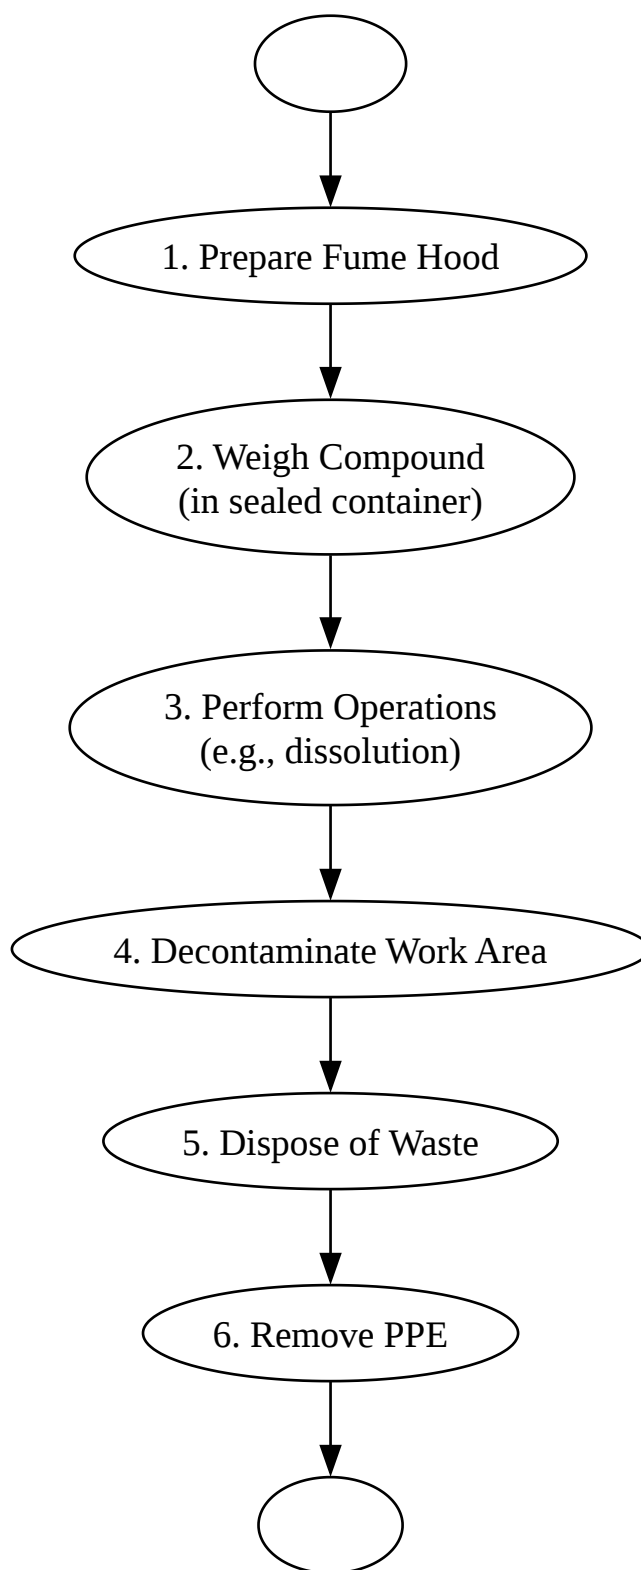 1. Prepare Fume Hood
2. Weigh Compound
(in sealed container)
3. Perform Operations
(e.g., dissolution)
4. Decontaminate Work Area
5. Dispose of Waste
6. Remove PPE